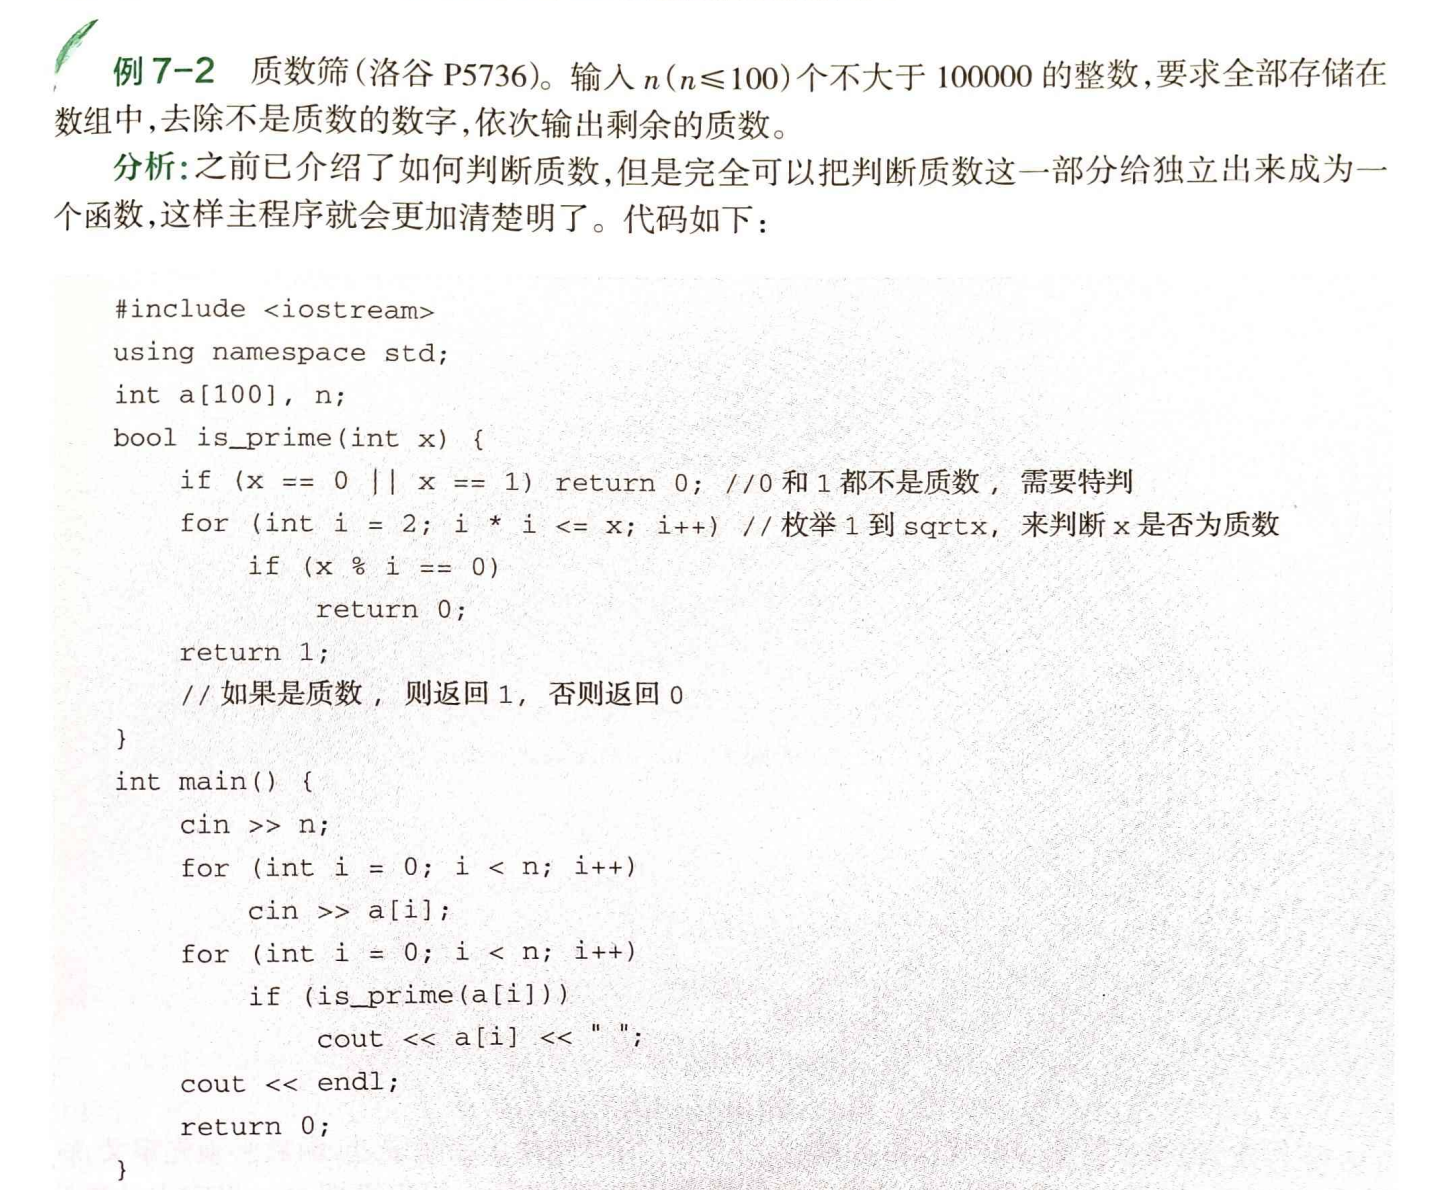 例 7-2 质数筛(洛谷 P5736)。输入 n(n≤100)个不大于 100000 的整数,要求全部存储在
数组中,去除不是质数的数字,依次输出剩余的质数。
分析:之前已介绍了如何判断质数,但是完全可以把判断质数这一部分给独立出来成为一
个函数,这样主程序就会更加清楚明了。代码如下:
#include <iostream>
using namespace std;
int a[100], n;
bool is_prime(int x) {
if (x == 0 || x == 1) return 0; //0 和 1 都不是质数 , 需要特判
for (int i = 2; i * i <= x; i++) // 枚举 1 到 sqrtx, 来判断 x 是否为质数
if (x % i == 0)
return 0;
return 1;
// 如果是质数 , 则返回 1, 否则返回 0
}
int main() {
cin >> n;
for (int i = 0; i < n; i++)
cin >> a[i];
for (int i = 0; i < n; i++)
if (is_prime(a[i]))
cout << a[i] << " ";
cout << endl;
return 0;
}